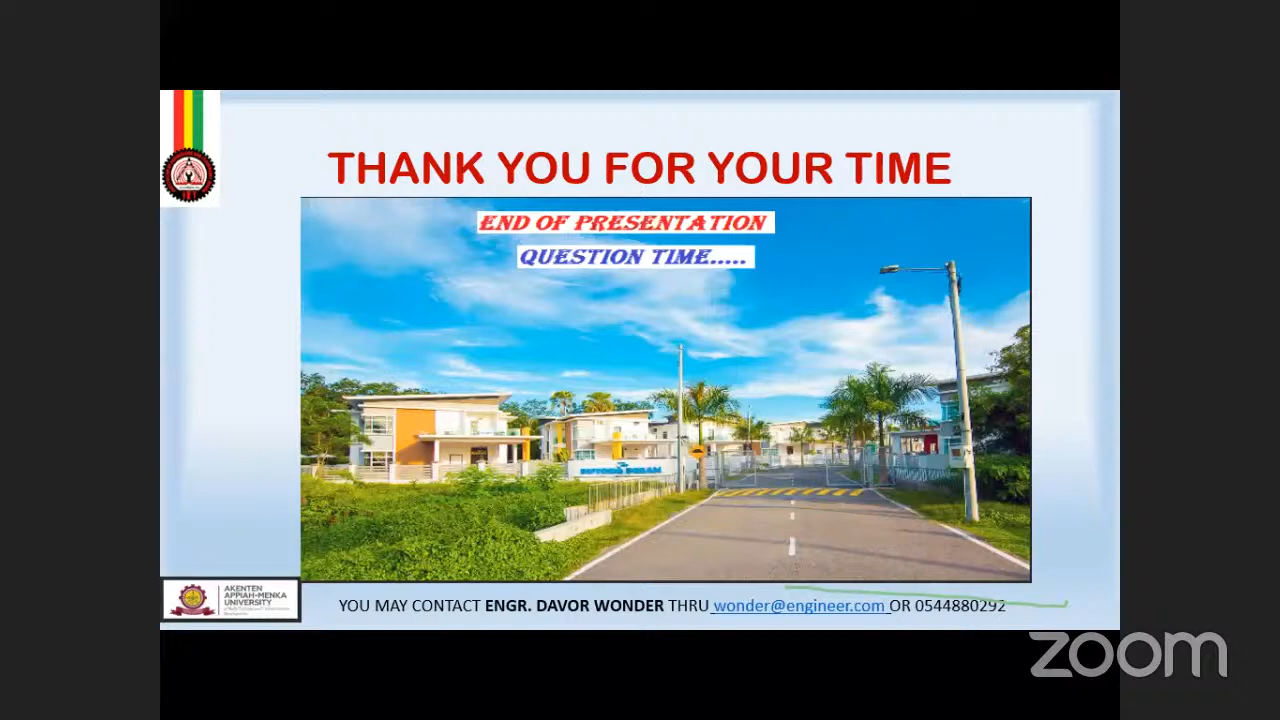 THANK YOU FOR YOUR TIME
END OF PRESENTATION
QUESTION TIME.....
AKENTEN
APPIAH-MENKA
UNIVERSITY
YOU MAY CONTACT ENGR. DAVOR WONDER THRU wonder@engineer.com OR 0544880292
zoom